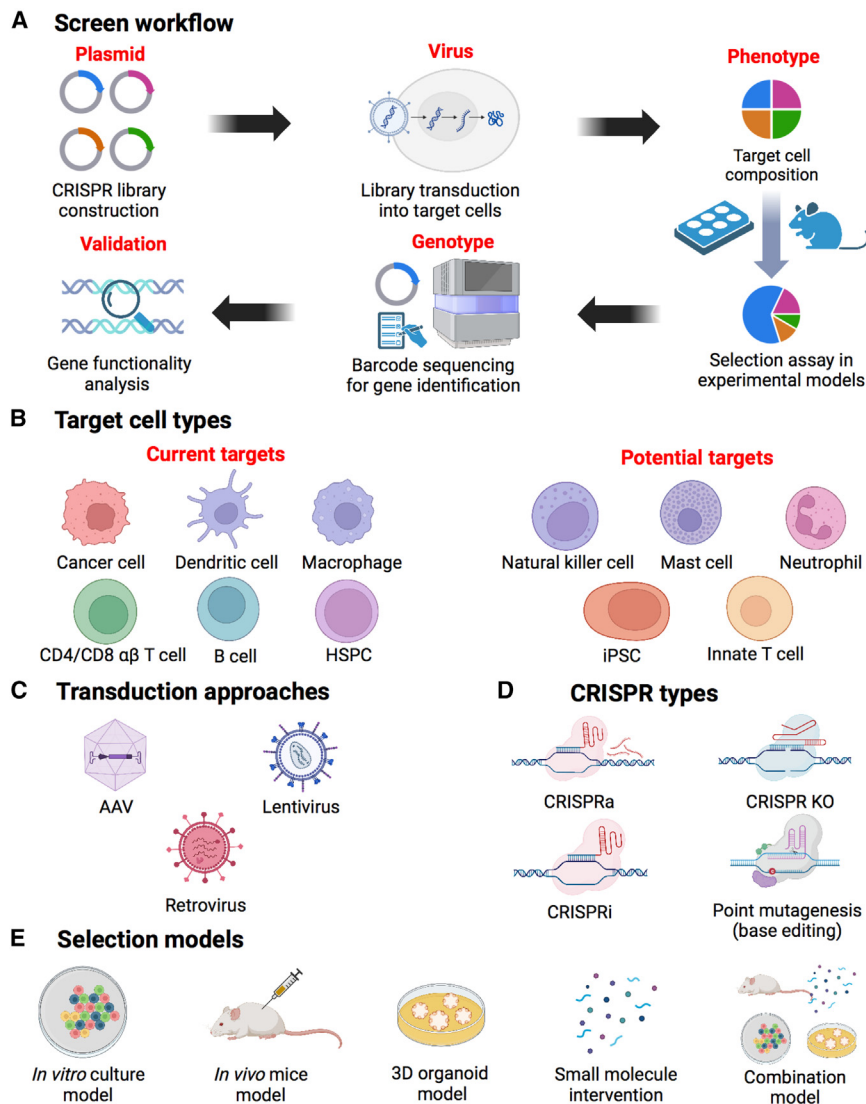 A Screen workflow
Plasmid
Virus
Phenotype
CRISPR library
construction
Library transduction
into target cells
Target cell
composition
Validation
Genotype
Gene functionality
analysis
Barcode sequencing
for gene identification
Selection assay in
experimental models
B Target cell types
Current targets
Potential targets
Cancer cell
Dendritic cell
Macrophage
Natural killer cell
Mast cell
Neutrophil
CD4/CD8 αβ T cell
B cell
HSPC
iPSC
Innate T cell
C Transduction approaches
AAV
Lentivirus
Retrovirus
D CRISPR types
CRISPRa
CRISPR KO
CRISPRi
Point mutagenesis
(base editing)
E Selection models
In vitro culture
model
In vivo mice
model
3D organoid
model
Small molecule
intervention
Combination
model